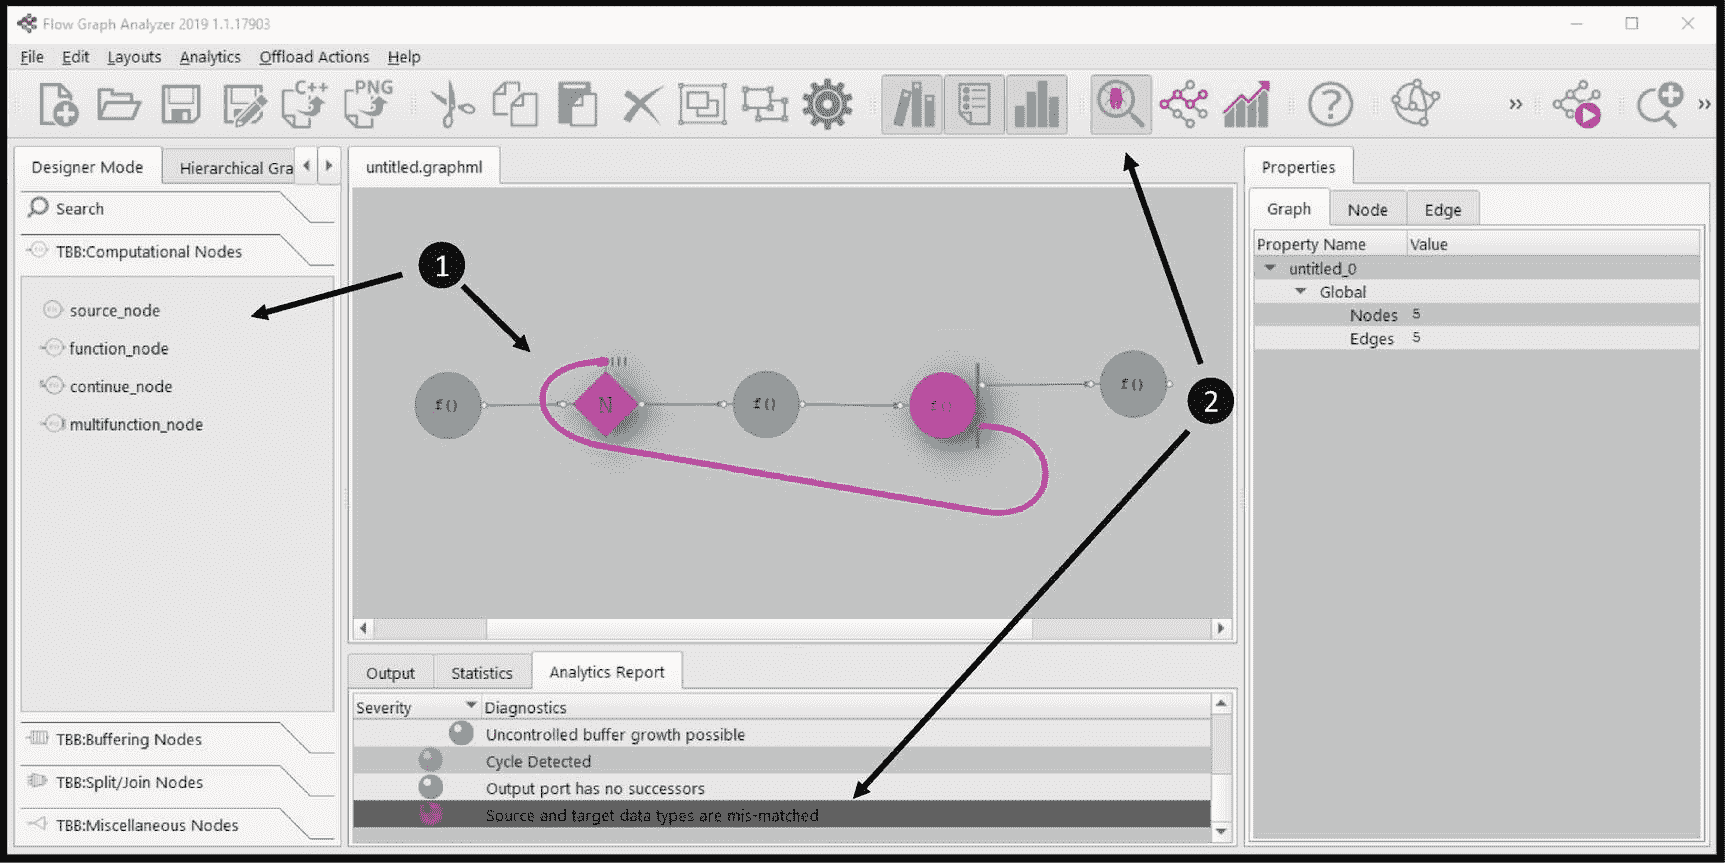 Flow Graph Analyzer 2019 1.1.17903
File Edit Layouts Analytics Offload Actions Help
C++ PNG
Designer Mode
Hierarchical Gra
untitled.graphml
Properties
Search
TBB:Computational Nodes
source_node
function_node
continue_node
multifunction_node
TBB:Buffering Nodes
TBB:Split/Join Nodes
TBB:Miscellaneous Nodes
1
f()
N
f()
f()
f()
2
Output Statistics Analytics Report
Severity Diagnostics
Uncontrolled buffer growth possible
Cycle Detected
Output port has no successors
Source and target data types are mis-matched
Graph Node Edge
Property Name Value
untitled_0
Global
Nodes 5
Edges 5